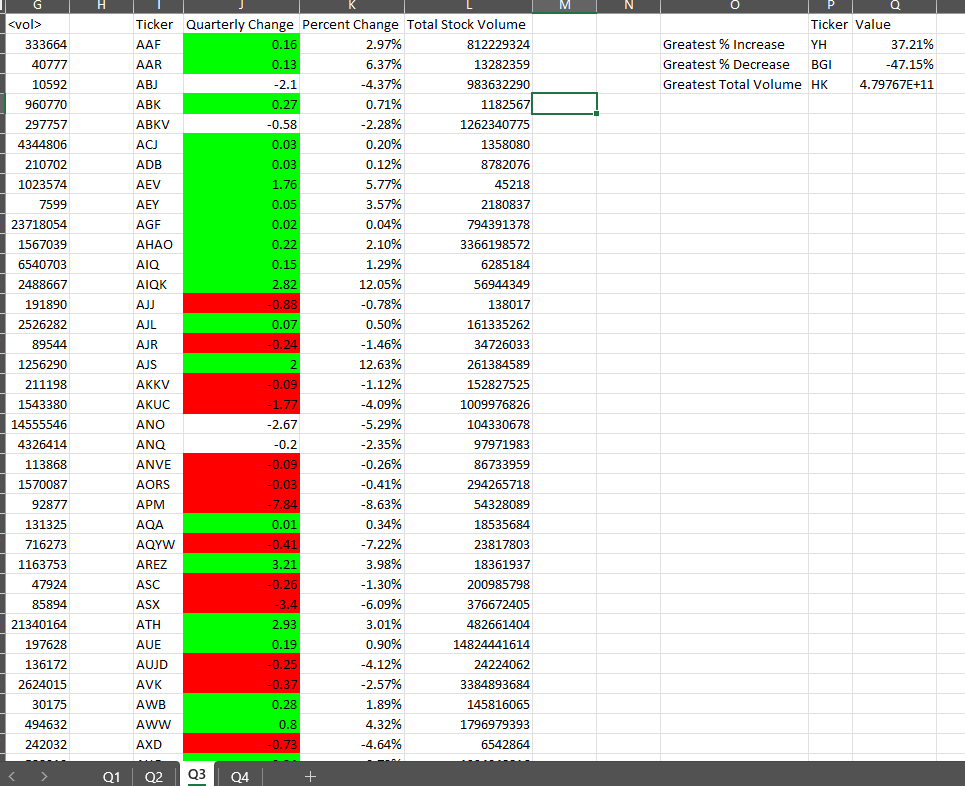 G H I J K L M N O P Q
<vol> Ticker Quarterly Change Percent Change Total Stock Volume Ticker Value
333664 AAF 0.16 2.97% 812229324 Greatest % Increase YH 37.21%
40777 AAR 0.13 6.37% 13282359 Greatest % Decrease BGI -47.15%
10592 ABJ -2.1 -4.37% 983632290 Greatest Total Volume HK 4.79767E+11
960770 ABK 0.27 0.71% 1182567
297757 ABKV -0.58 -2.28% 1262340775
4344806 ACJ 0.03 0.20% 1358080
210702 ADB 0.03 0.12% 8782076
1023574 AEV 1.76 5.77% 45218
7599 AEY 0.05 3.57% 2180837
23718054 AGF 0.02 0.04% 794391378
1567039 AHAO 0.22 2.10% 3366198572
6540703 AIQ 0.15 1.29% 6285184
2488667 AIQK 2.82 12.05% 56944349
191890 AJJ -0.88 -0.78% 138017
2526282 AJL 0.07 0.50% 161335262
89544 AJR -0.24 -1.46% 34726033
1256290 AJS 2 12.63% 261384589
211198 AKKV -0.09 -1.12% 152827525
1543380 AKUC -1.77 -4.09% 1009976826
14555546 ANO -2.67 -5.29% 104330678
4326414 ANQ -0.2 -2.35% 97971983
113868 ANVE -0.09 -0.26% 86733959
1570087 AORS -0.03 -0.41% 294265718
92877 APM -7.84 -8.63% 54328089
131325 AQA 0.01 0.34% 18535684
716273 AQYW -0.41 -7.22% 23817803
1163753 AREZ 3.21 3.98% 18361937
47924 ASC -0.26 -1.30% 200985798
85894 ASX -3.4 -6.09% 376672405
21340164 ATH 2.93 3.01% 482661404
197628 AUE 0.19 0.90% 14824441614
136172 AUJD -0.25 -4.12% 24224062
2624015 AVK -0.37 -2.57% 3384893684
30175 AWB 0.28 1.89% 145816065
494632 AWW 0.8 4.32% 1796979393
242032 AXD -0.73 -4.64% 6542864
Q1 Q2 Q3 Q4 +